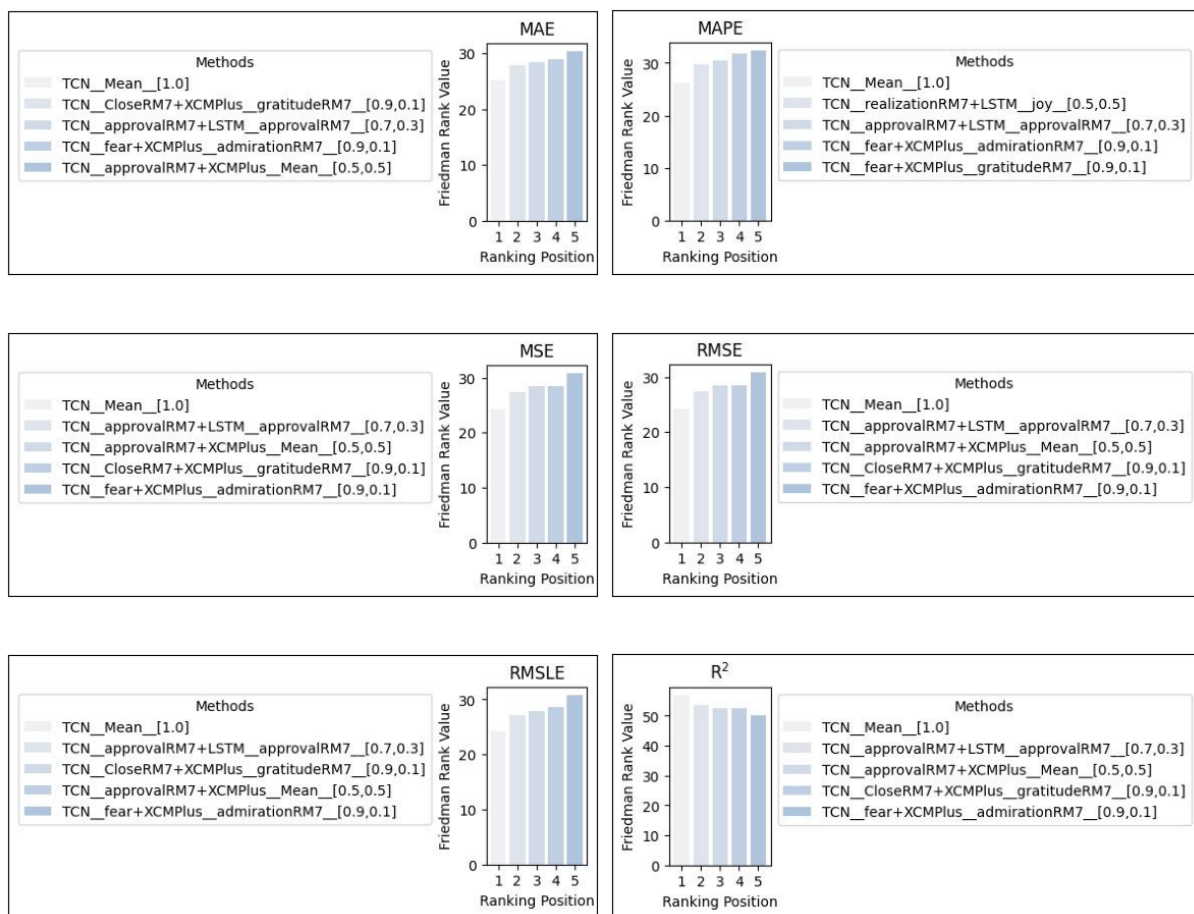 MAE
Methods
TCN__Mean__[1.0]
TCN__CloseRM7+XCMPlus__gratitudeRM7__[0.9,0.1]
TCN__approvalRM7+LSTM__approvalRM7__[0.7,0.3]
TCN__fear+XCMPlus__admirationRM7__[0.9,0.1]
TCN__approvalRM7+XCMPlus__Mean__[0.5,0.5]
Friedman Rank Value
30
20
10
0
1 2 3 4 5
Ranking Position
MAPE
Friedman Rank Value
30
20
10
0
1 2 3 4 5
Ranking Position
Methods
TCN__Mean__[1.0]
TCN__realizationRM7+LSTM__joy__[0.5,0.5]
TCN__approvalRM7+LSTM__approvalRM7__[0.7,0.3]
TCN__fear+XCMPlus__admirationRM7__[0.9,0.1]
TCN__fear+XCMPlus__gratitudeRM7__[0.9,0.1]
MSE
Methods
TCN__Mean__[1.0]
TCN__approvalRM7+LSTM__approvalRM7__[0.7,0.3]
TCN__approvalRM7+XCMPlus__Mean__[0.5,0.5]
TCN__CloseRM7+XCMPlus__gratitudeRM7__[0.9,0.1]
TCN__fear+XCMPlus__admirationRM7__[0.9,0.1]
Friedman Rank Value
30
20
10
0
1 2 3 4 5
Ranking Position
RMSE
Friedman Rank Value
30
20
10
0
1 2 3 4 5
Ranking Position
Methods
TCN__Mean__[1.0]
TCN__approvalRM7+LSTM__approvalRM7__[0.7,0.3]
TCN__approvalRM7+XCMPlus__Mean__[0.5,0.5]
TCN__CloseRM7+XCMPlus__gratitudeRM7__[0.9,0.1]
TCN__fear+XCMPlus__admirationRM7__[0.9,0.1]
RMSLE
Methods
TCN__Mean__[1.0]
TCN__approvalRM7+LSTM__approvalRM7__[0.7,0.3]
TCN__CloseRM7+XCMPlus__gratitudeRM7__[0.9,0.1]
TCN__approvalRM7+XCMPlus__Mean__[0.5,0.5]
TCN__fear+XCMPlus__admirationRM7__[0.9,0.1]
Friedman Rank Value
30
20
10
0
1 2 3 4 5
Ranking Position
R²
Friedman Rank Value
50
40
30
20
10
0
1 2 3 4 5
Ranking Position
Methods
TCN__Mean__[1.0]
TCN__approvalRM7+LSTM__approvalRM7__[0.7,0.3]
TCN__approvalRM7+XCMPlus__Mean__[0.5,0.5]
TCN__CloseRM7+XCMPlus__gratitudeRM7__[0.9,0.1]
TCN__fear+XCMPlus__admirationRM7__[0.9,0.1]